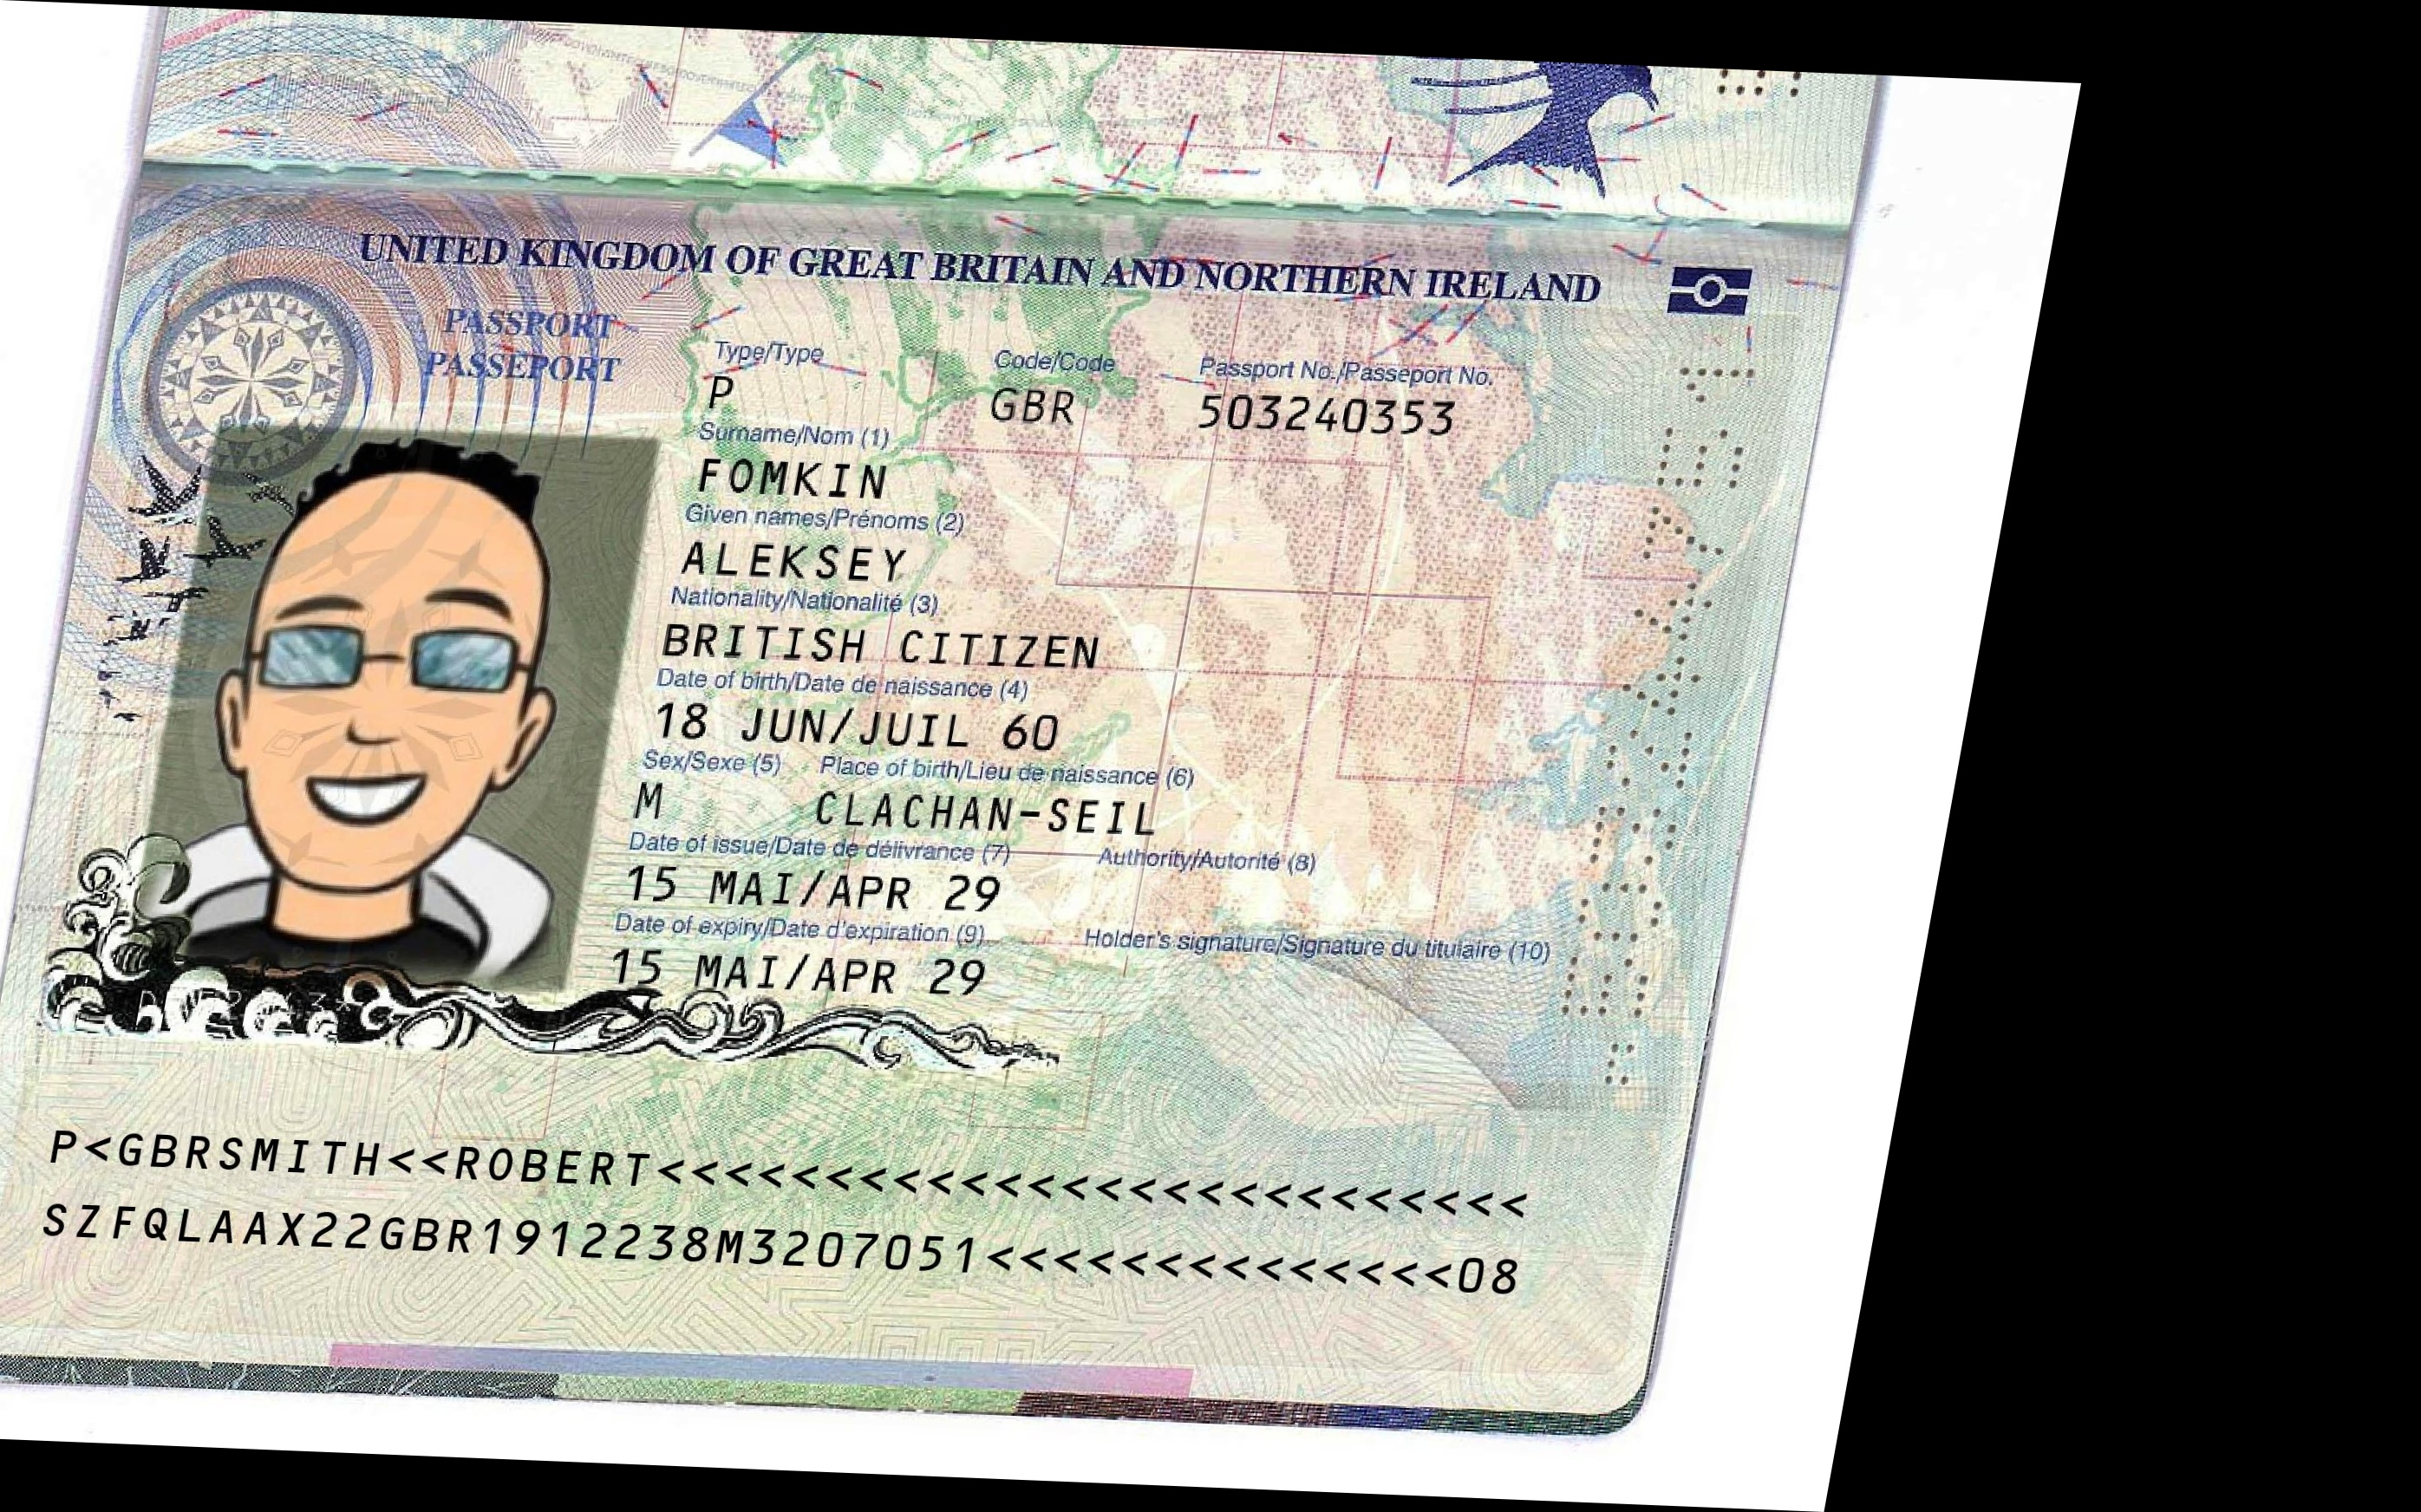 UNITED KINGDOM OF GREAT BRITAIN AND NORTHERN IRELAND
PASSPORT
PASSEPORT
Type/Type Code/Code Passport No./Passeport No.
P GBR 503240353
Surname/Nom (1)
FOMKIN
Given names/Prénoms (2)
ALEKSEY
Nationality/Nationalité (3)
BRITISH CITIZEN
Date of birth/Date de naissance (4)
18 JUN/JUIL 60
Sex/Sexe (5) Place of birth/Lieu de naissance (6)
M CLACHAN-SEIL
Date of issue/Date de délivrance (7) Authority/Autorité (8)
15 MAI/APR 29
Date of expiry/Date d'expiration (9) Holder's signature/Signature du titulaire (10)
15 MAI/APR 29
P<GBRSMITH<<ROBERT<<<<<<<<<<<<<<<<<<<<<<<<<<
SZFQLAAX22GBR1912238M3207051<<<<<<<<<<<<<<08